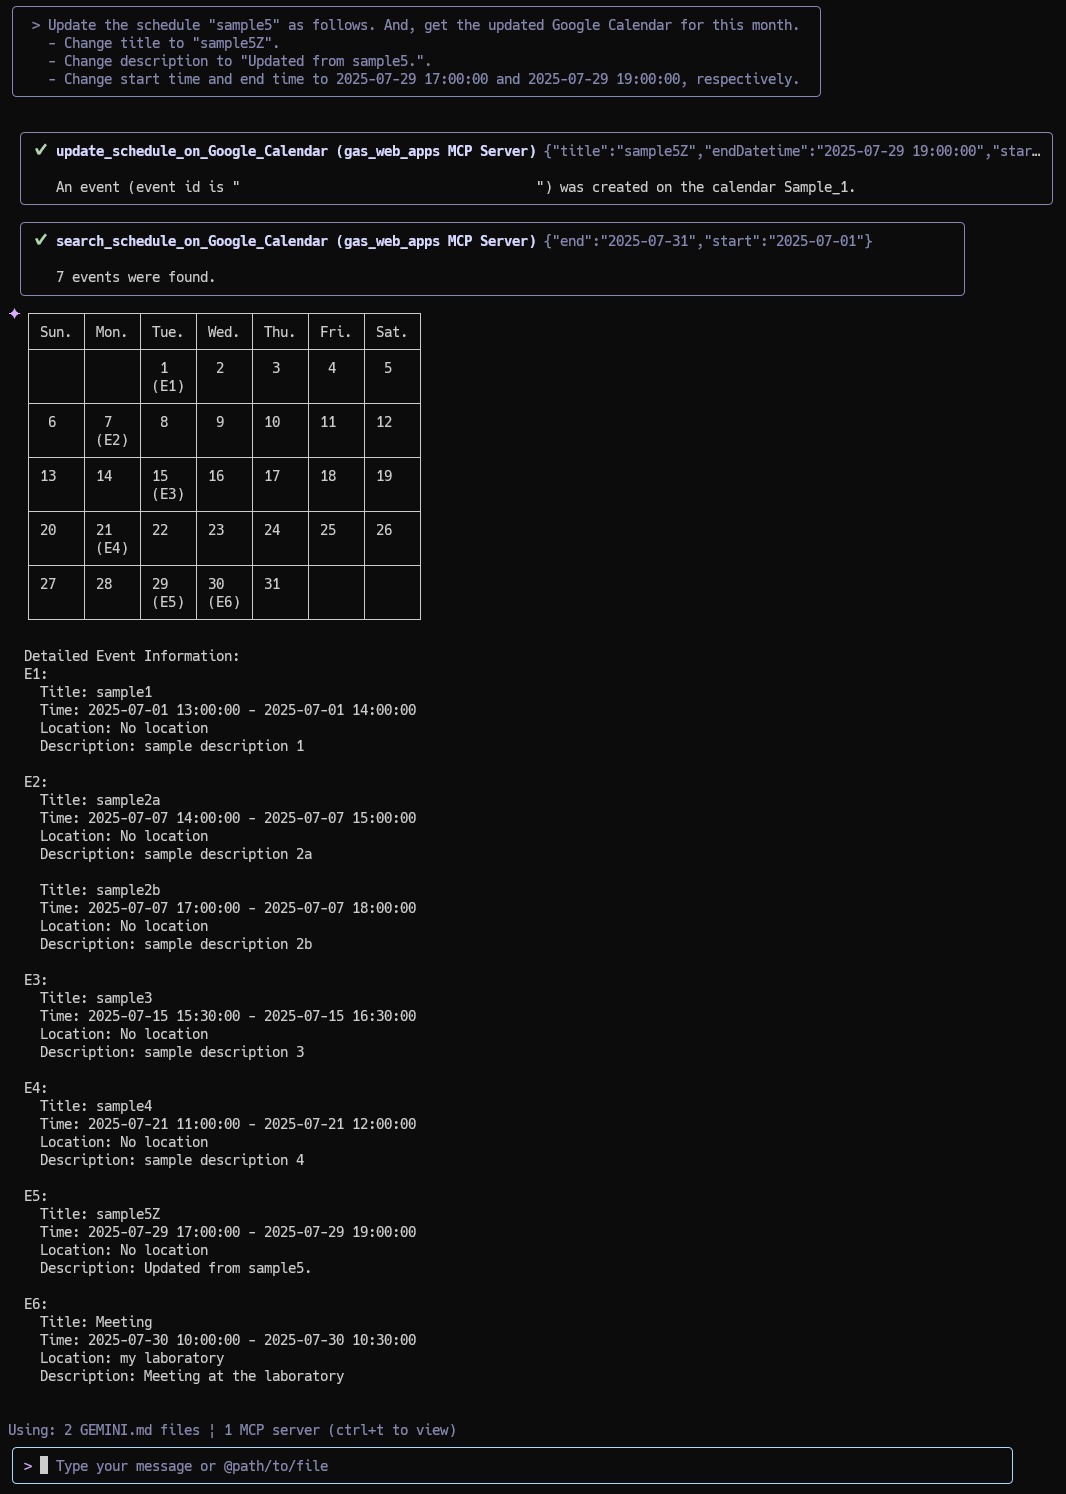 > Update the schedule "sample5" as follows. And, get the updated Google Calendar for this month.
- Change title to "sample5Z".
- Change description to "Updated from sample5.".
- Change start time and end time to 2025-07-29 17:00:00 and 2025-07-29 19:00:00, respectively.
✔ update_schedule_on_Google_Calendar (gas_web_apps MCP Server) {"title":"sample5Z","endDatetime":"2025-07-29 19:00:00","star…
An event (event id is " ") was created on the calendar Sample_1.
✔ search_schedule_on_Google_Calendar (gas_web_apps MCP Server) {"end":"2025-07-31","start":"2025-07-01"}
7 events were found.
Sun. Mon. Tue. Wed. Thu. Fri. Sat.
1 2 3 4 5
(E1)
6 7 8 9 10 11 12
(E2)
13 14 15 16 17 18 19
(E3)
20 21 22 23 24 25 26
(E4)
27 28 29 30 31
(E5) (E6)
Detailed Event Information:
E1:
Title: sample1
Time: 2025-07-01 13:00:00 - 2025-07-01 14:00:00
Location: No location
Description: sample description 1
E2:
Title: sample2a
Time: 2025-07-07 14:00:00 - 2025-07-07 15:00:00
Location: No location
Description: sample description 2a
Title: sample2b
Time: 2025-07-07 17:00:00 - 2025-07-07 18:00:00
Location: No location
Description: sample description 2b
E3:
Title: sample3
Time: 2025-07-15 15:30:00 - 2025-07-15 16:30:00
Location: No location
Description: sample description 3
E4:
Title: sample4
Time: 2025-07-21 11:00:00 - 2025-07-21 12:00:00
Location: No location
Description: sample description 4
E5:
Title: sample5Z
Time: 2025-07-29 17:00:00 - 2025-07-29 19:00:00
Location: No location
Description: Updated from sample5.
E6:
Title: Meeting
Time: 2025-07-30 10:00:00 - 2025-07-30 10:30:00
Location: my laboratory
Description: Meeting at the laboratory
Using: 2 GEMINI.md files ¦ 1 MCP server (ctrl+t to view)
> Type your message or @path/to/file